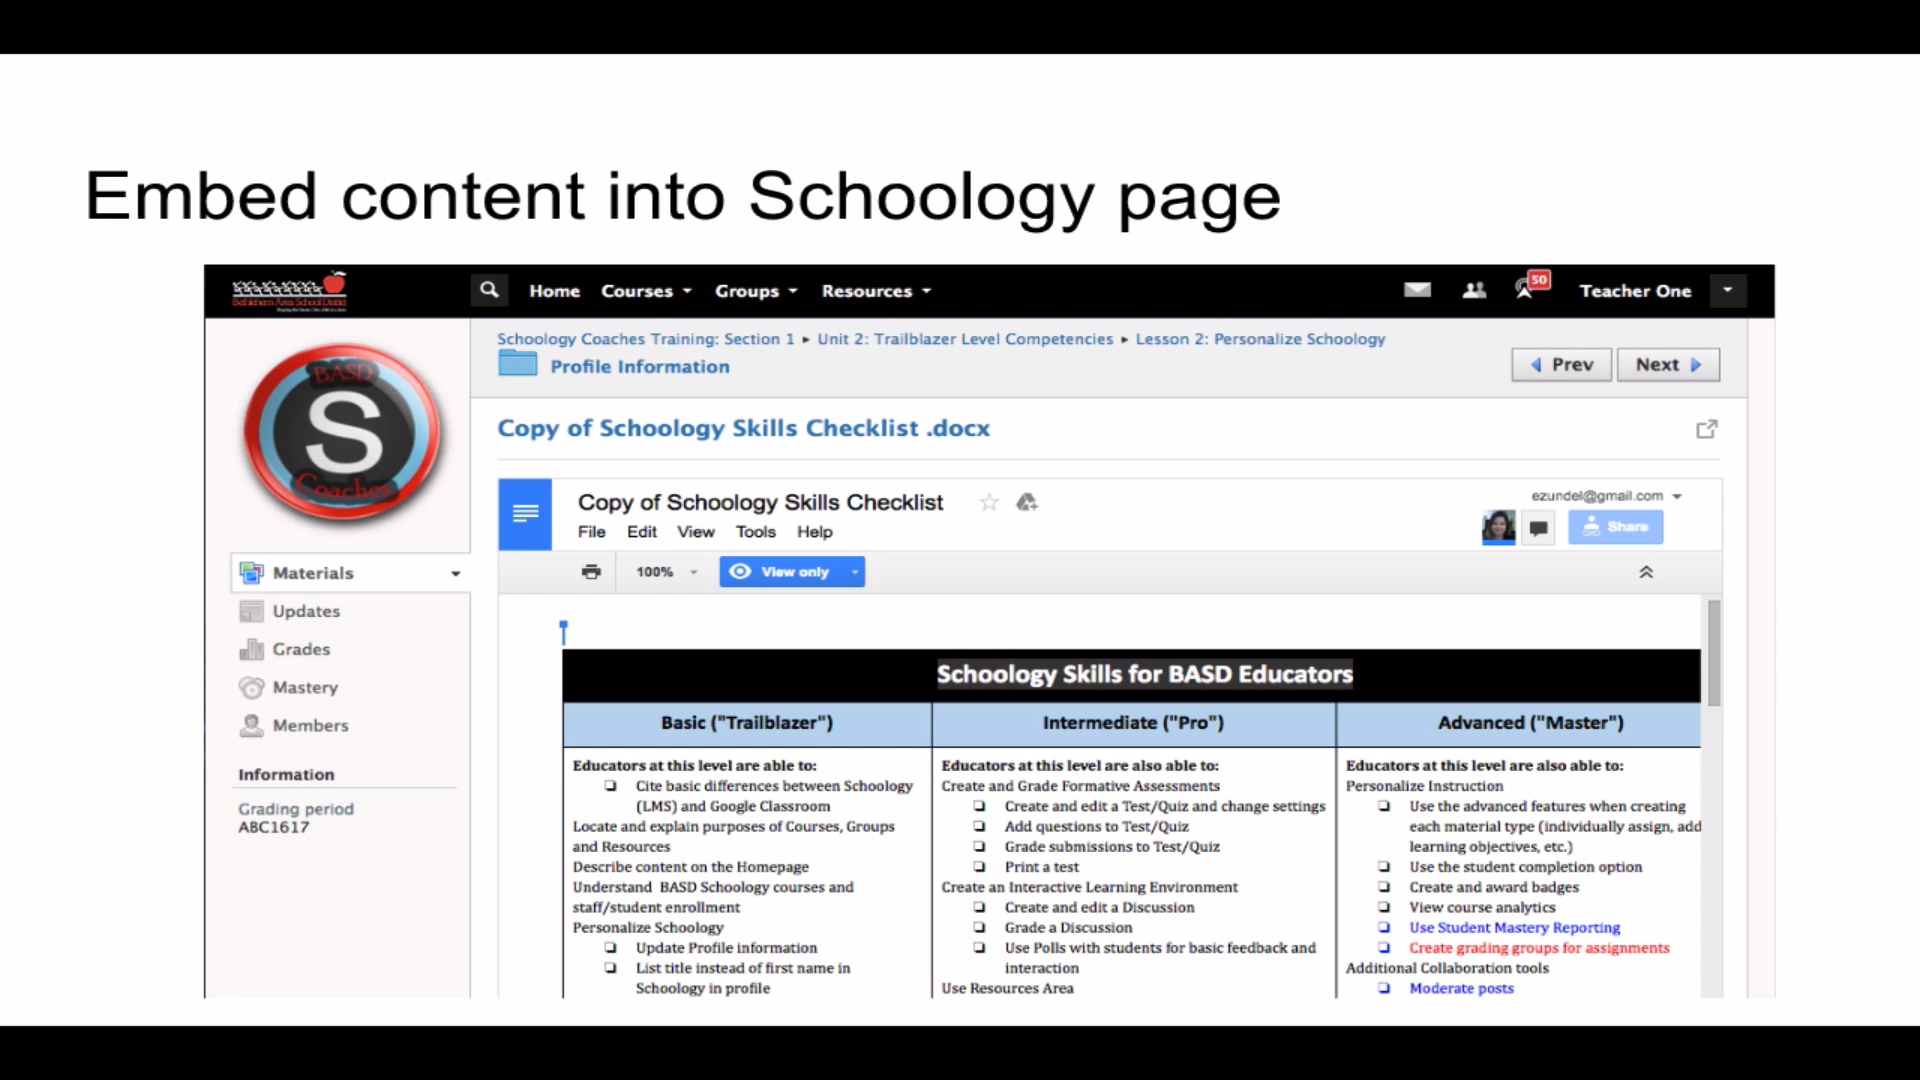 Embed content into Schoology page
Bethlehem Area School District
Home Courses Groups Resources
50
Teacher One
Schoology Coaches Training: Section 1 ▸ Unit 2: Trailblazer Level Competencies ▸ Lesson 2: Personalize Schoology
Profile Information
Prev Next
BASD
S
Coaches
Copy of Schoology Skills Checklist .docx
Copy of Schoology Skills Checklist
ezundel@gmail.com
File Edit View Tools Help
Share
100%
View only
Materials
Updates
Grades
Mastery
Members
Information
Grading period
ABC1617
Schoology Skills for BASD Educators
Basic ("Trailblazer")
Educators at this level are able to:
❏ Cite basic differences between Schoology
(LMS) and Google Classroom
Locate and explain purposes of Courses, Groups
and Resources
Describe content on the Homepage
Understand BASD Schoology courses and
staff/student enrollment
Personalize Schoology
❏ Update Profile information
❏ List title instead of first name in
Schoology in profile
Intermediate ("Pro")
Educators at this level are also able to:
Create and Grade Formative Assessments
❏ Create and edit a Test/Quiz and change settings
❏ Add questions to Test/Quiz
❏ Grade submissions to Test/Quiz
❏ Print a test
Create an Interactive Learning Environment
❏ Create and edit a Discussion
❏ Grade a Discussion
❏ Use Polls with students for basic feedback and
interaction
Use Resources Area
Advanced ("Master")
Educators at this level are also able to:
Personalize Instruction
❏ Use the advanced features when creating
each material type (individually assign, add
learning objectives, etc.)
❏ Use the student completion option
❏ Create and award badges
❏ View course analytics
❏ Use Student Mastery Reporting
❏ Create grading groups for assignments
Additional Collaboration tools
❏ Moderate posts